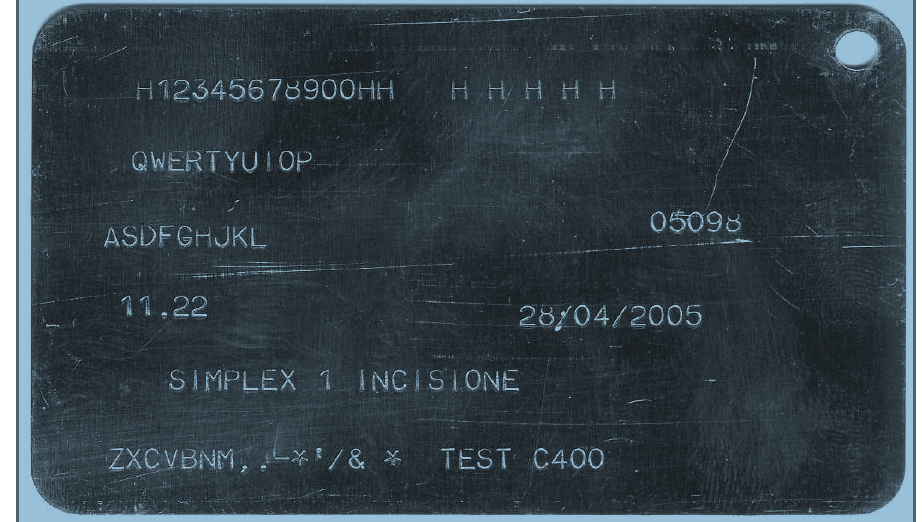 H12345678900HH H H H H H
QWERTYUIOP
ASDFGHJKL 05098
11.22 28/04/2005
SIMPLEX 1 INCISIONE
ZXCVBNM,.-*'/& * TEST C400